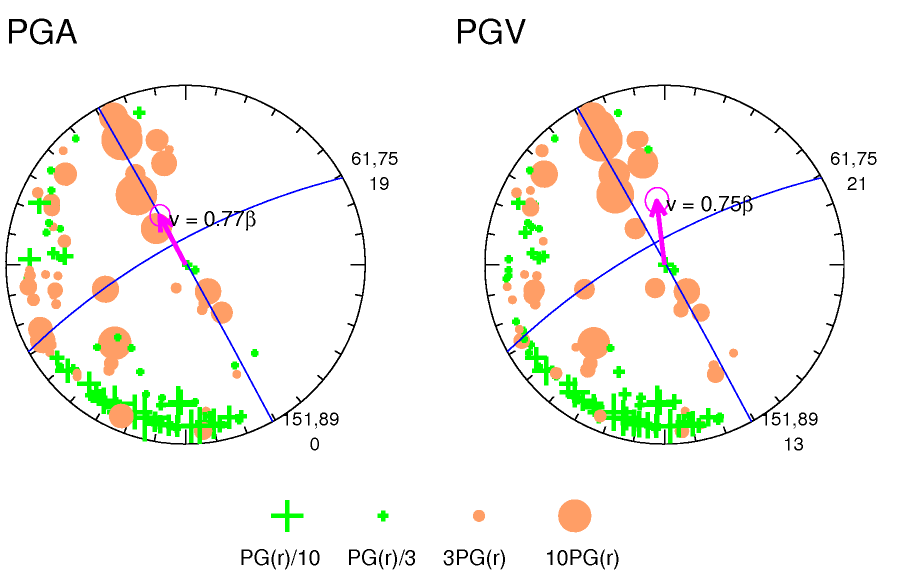 PGA
PGV
61,75
19
61,75
21
v = 0.77β
v = 0.75β
151,89
0
151,89
13
PG(r)/10
PG(r)/3
3PG(r)
10PG(r)